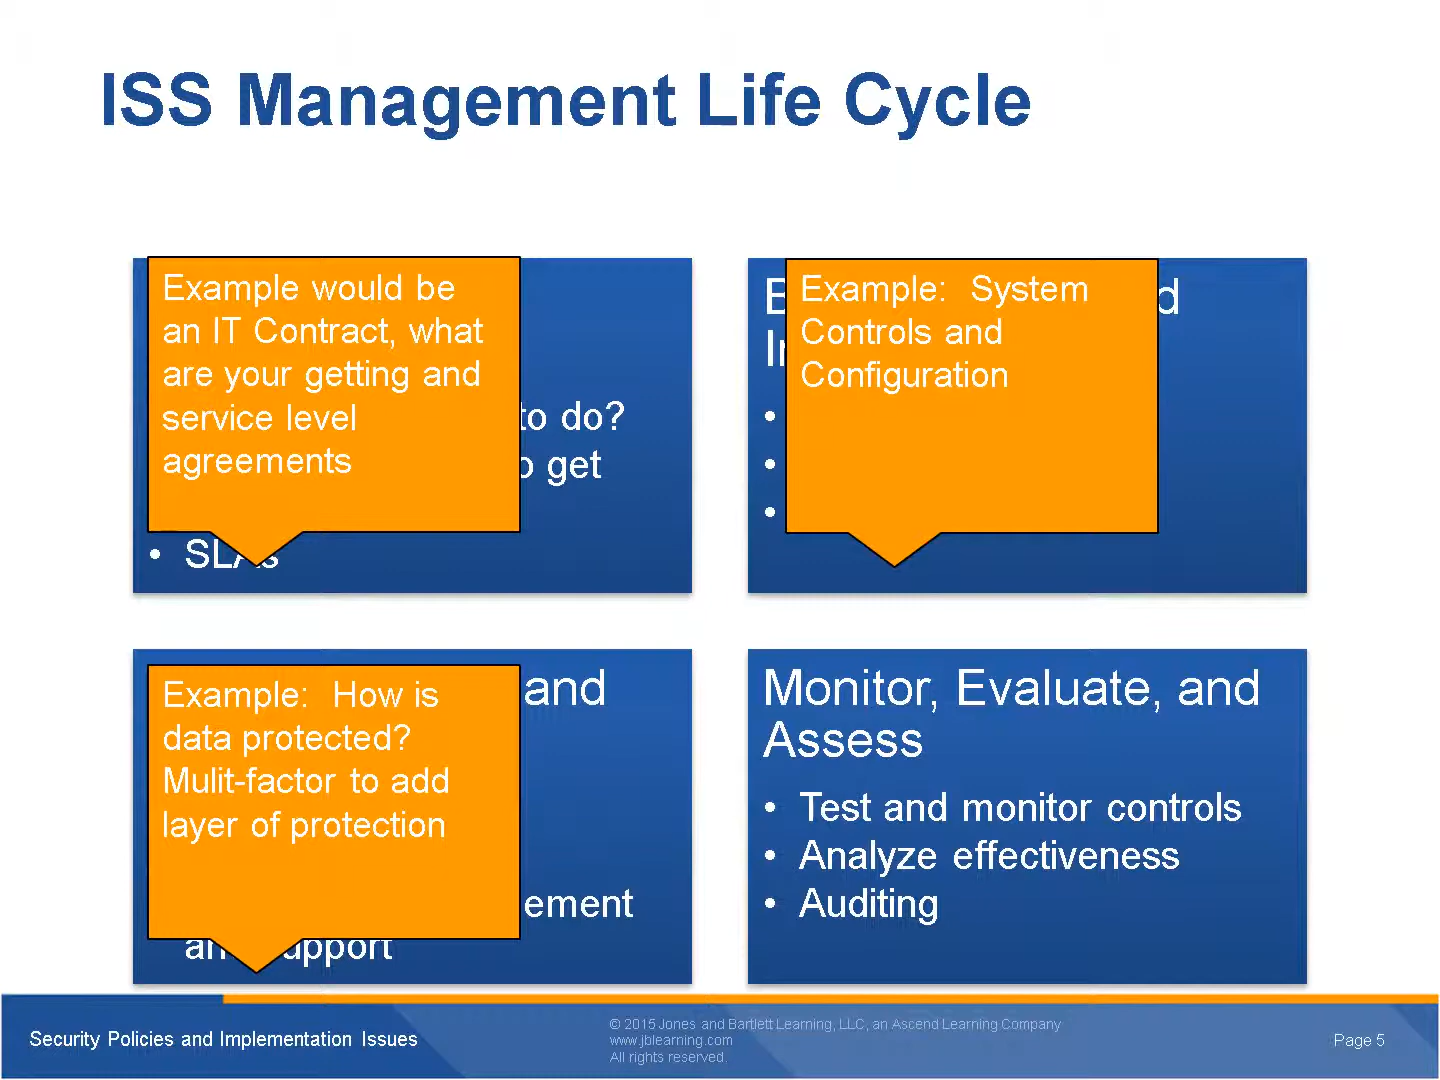 ISS Management Life Cycle
Example would be
an IT Contract, what
are your getting and
service level
agreements
to do?
get
• SLAs
Example: System
Controls and
Configuration
•
•
•
Example: How is
data protected?
Mulit-factor to add
layer of protection
and
ement
support
Monitor, Evaluate, and
Assess
• Test and monitor controls
• Analyze effectiveness
• Auditing
Security Policies and Implementation Issues
© 2015 Jones and Bartlett Learning, LLC, an Ascend Learning Company
www.jblearning.com
All rights reserved.
Page 5